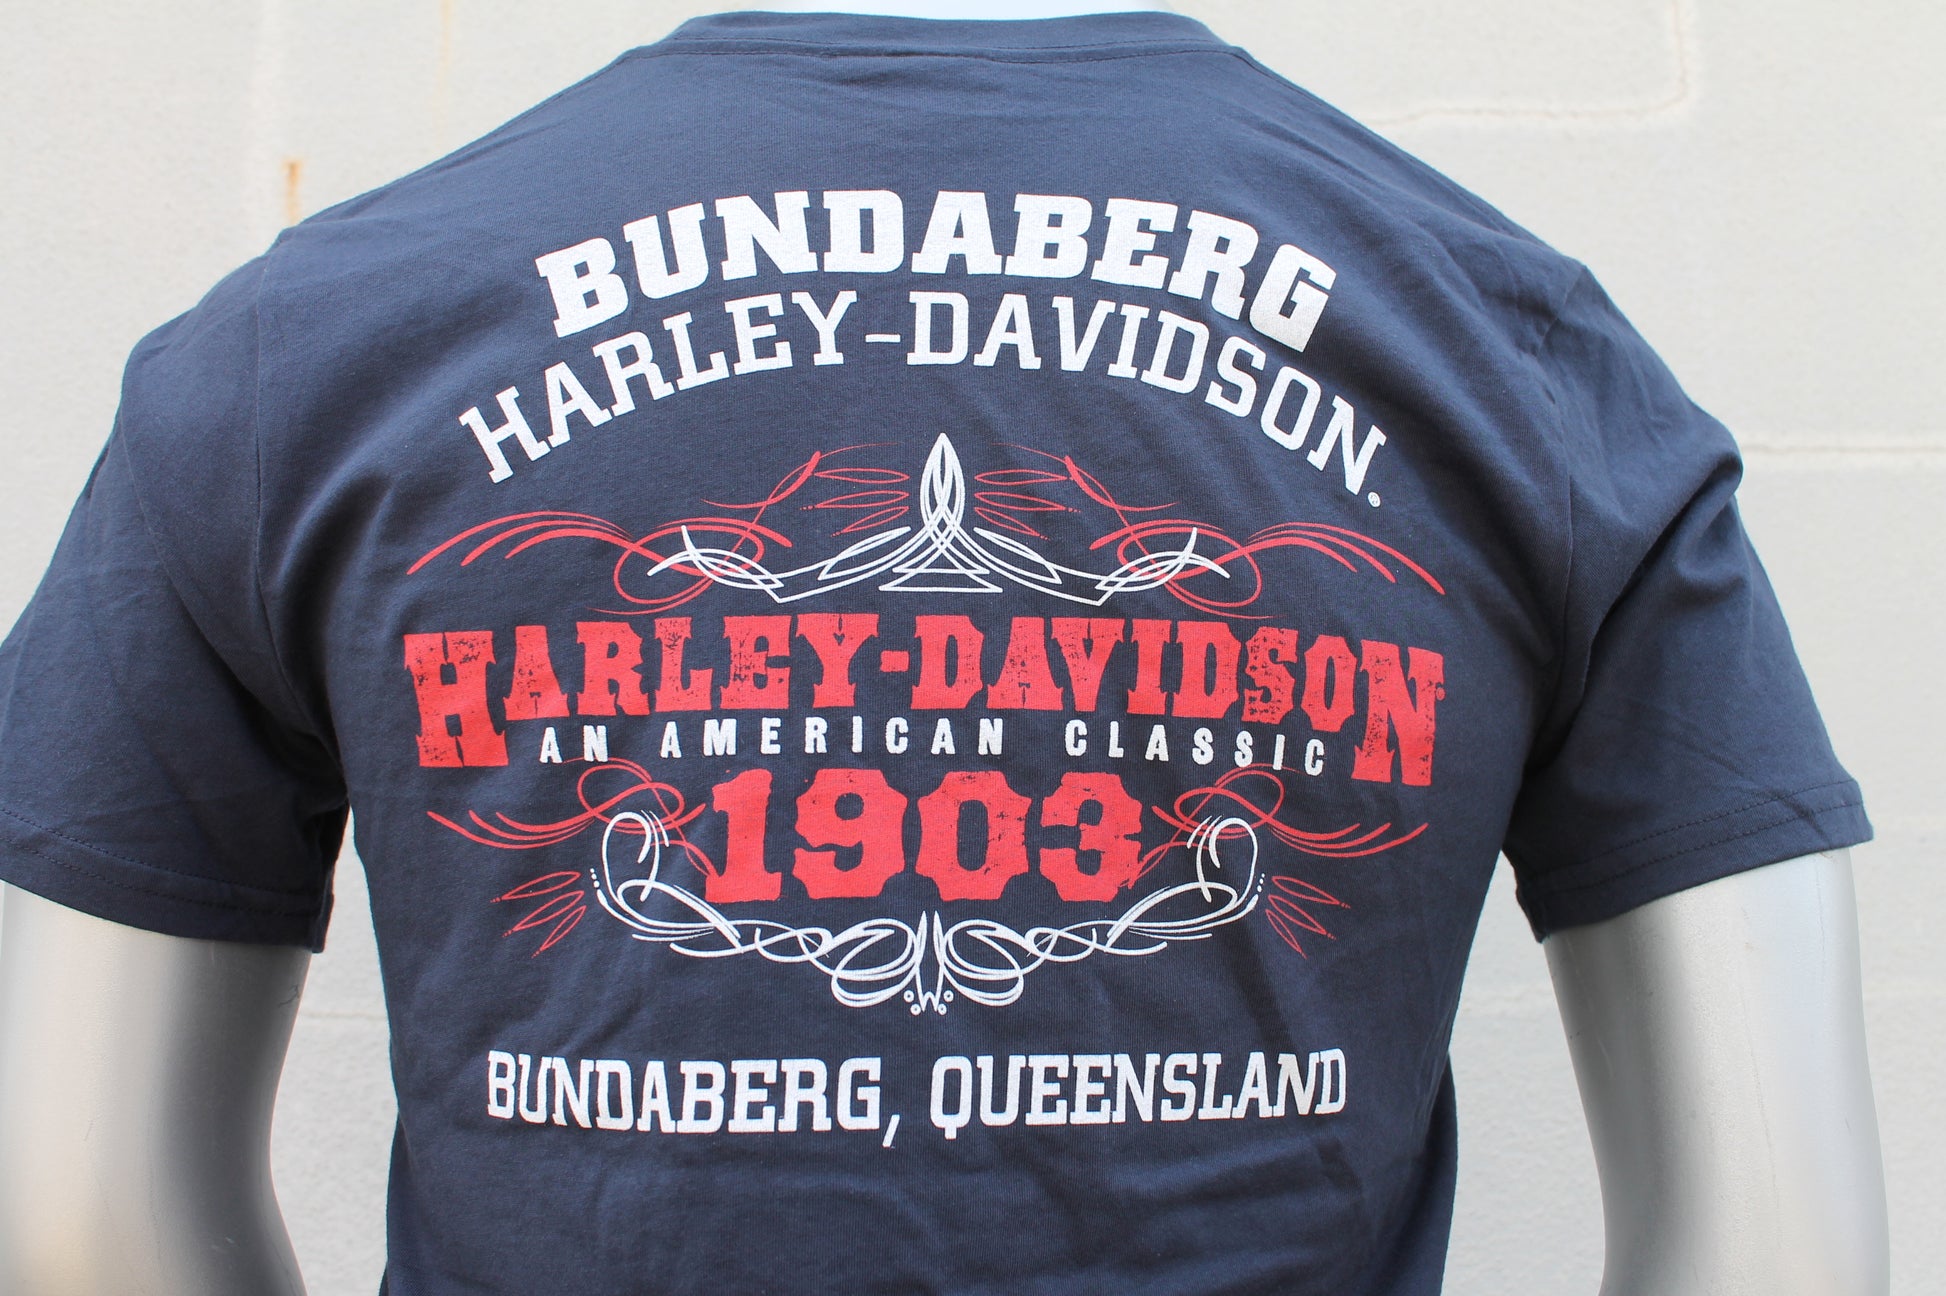 BUNDABERG
HARLEY-DAVIDSON®
HARLEY-DAVIDSON
AN AMERICAN CLASSIC
1903
BUNDABERG, QUEENSLAND